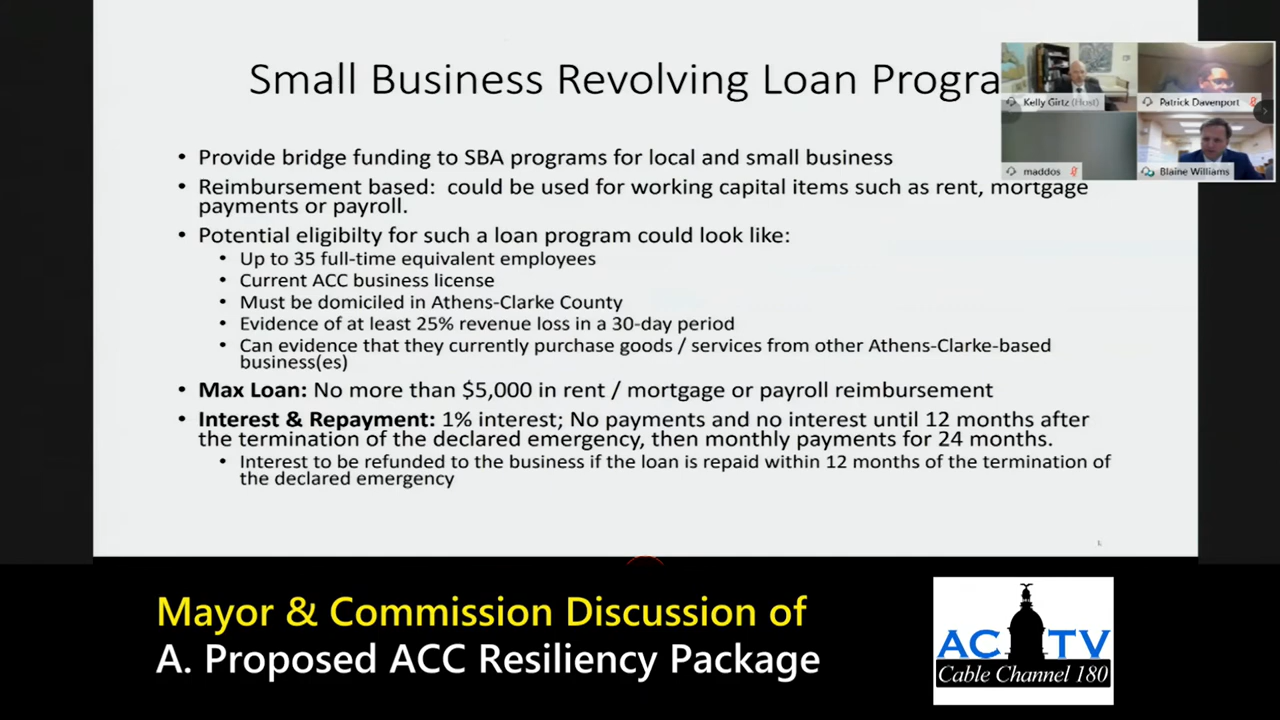 Small Business Revolving Loan Progra
Kelly Girtz (Host)
Patrick Davenport
maddos
Blaine Williams
• Provide bridge funding to SBA programs for local and small business
• Reimbursement based: could be used for working capital items such as rent, mortgage
payments or payroll.
• Potential eligibilty for such a loan program could look like:
• Up to 35 full-time equivalent employees
• Current ACC business license
• Must be domiciled in Athens-Clarke County
• Evidence of at least 25% revenue loss in a 30-day period
• Can evidence that they currently purchase goods / services from other Athens-Clarke-based
business(es)
• Max Loan: No more than $5,000 in rent / mortgage or payroll reimbursement
• Interest & Repayment: 1% interest; No payments and no interest until 12 months after
the termination of the declared emergency, then monthly payments for 24 months.
• Interest to be refunded to the business if the loan is repaid within 12 months of the termination of
the declared emergency
Mayor & Commission Discussion of
A. Proposed ACC Resiliency Package
ACTV
Cable Channel 180